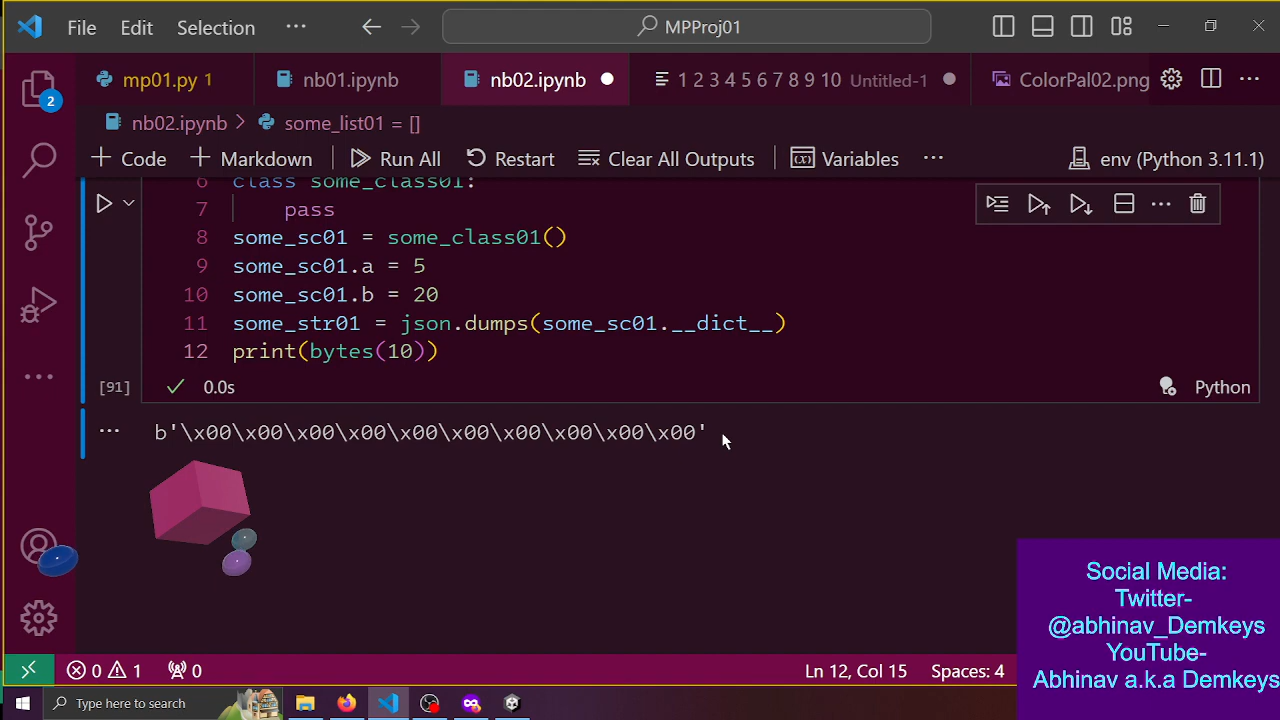 File Edit Selection ··· MPProj01
mp01.py 1 nb01.ipynb nb02.ipynb 1 2 3 4 5 6 7 8 9 10 Untitled-1 ColorPal02.png
nb02.ipynb > some_list01 = []
+ Code + Markdown Run All Restart Clear All Outputs Variables ··· env (Python 3.11.1)
2
6 class some_class01:
7 pass
8 some_sc01 = some_class01()
9 some_sc01.a = 5
10 some_sc01.b = 20
11 some_str01 = json.dumps(some_sc01.__dict__)
12 print(bytes(10))
[91] 0.0s Python
b'\x00\x00\x00\x00\x00\x00\x00\x00\x00\x00'
Social Media:
Twitter-
@abhinav_Demkeys
YouTube-
Abhinav a.k.a Demkeys
0 1 0 Ln 12, Col 15 Spaces: 4
Type here to search